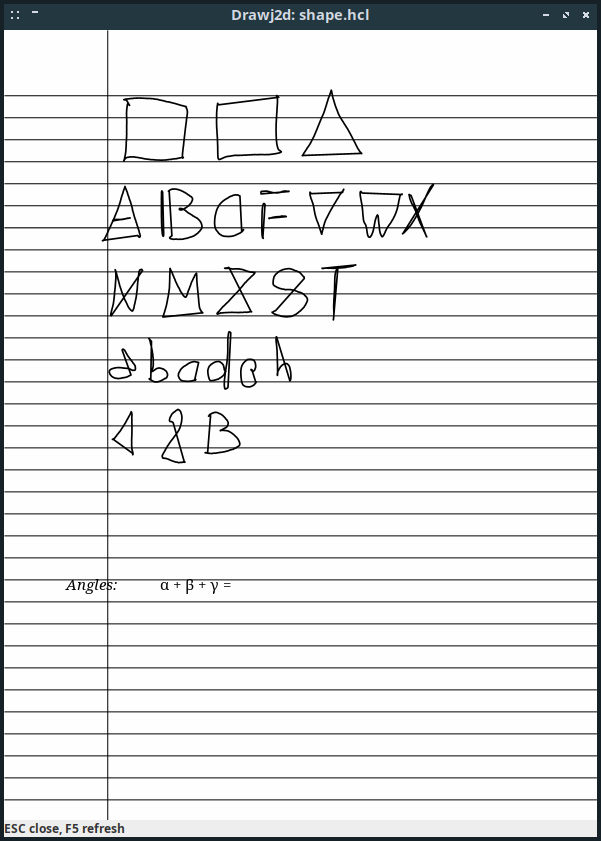 Drawj2d: shape.hcl
A B F X
N M S T
b a d h
B
Angles: α + β + γ =
ESC close, F5 refresh